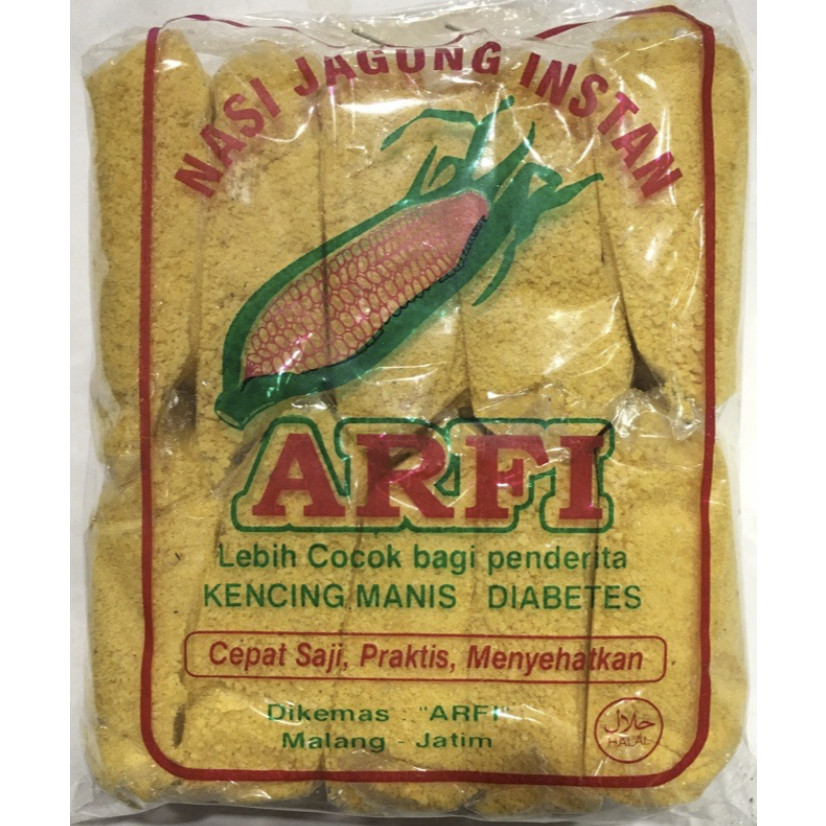 NASI JAGUNG INSTAN
ARFI
Lebih Cocok bagi penderita
KENCING MANIS DIABETES
Cepat Saji, Praktis, Menyehatkan
Dikemas : "ARFI"
Malang - Jatim
حلال
HALAL